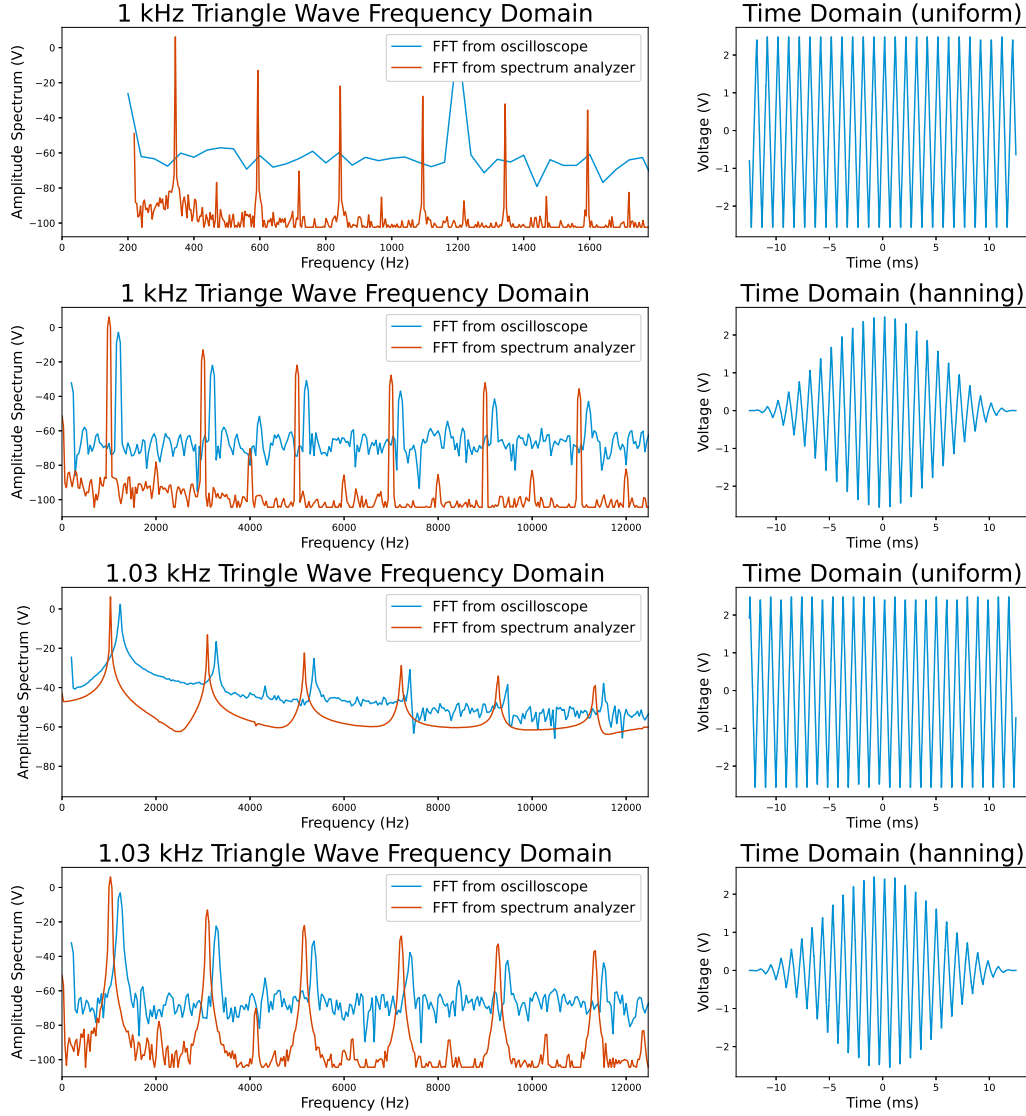 1 kHz Triangle Wave Frequency Domain
Time Domain (uniform)
Amplitude Spectrum (V)
0
−20
−40
−60
−80
−100
FFT from oscilloscope
FFT from spectrum analyzer
0 200 400 600 800 1000 1200 1400 1600
Frequency (Hz)
Voltage (V)
2
1
0
−1
−2
−10 −5 0 5 10
Time (ms)
1 kHz Triange Wave Frequency Domain
Time Domain (hanning)
Amplitude Spectrum (V)
0
−20
−40
−60
−80
−100
FFT from oscilloscope
FFT from spectrum analyzer
0 2000 4000 6000 8000 10000 12000
Frequency (Hz)
Voltage (V)
2
1
0
−1
−2
−10 −5 0 5 10
Time (ms)
1.03 kHz Tringle Wave Frequency Domain
Time Domain (uniform)
Amplitude Spectrum (V)
0
−20
−40
−60
−80
FFT from oscilloscope
FFT from spectrum analyzer
0 2000 4000 6000 8000 10000 12000
Frequency (Hz)
Voltage (V)
2
1
0
−1
−2
−10 −5 0 5 10
Time (ms)
1.03 kHz Triangle Wave Frequency Domain
Time Domain (hanning)
Amplitude Spectrum (V)
0
−20
−40
−60
−80
−100
FFT from oscilloscope
FFT from spectrum analyzer
0 2000 4000 6000 8000 10000 12000
Frequency (Hz)
Voltage (V)
2
1
0
−1
−2
−10 −5 0 5 10
Time (ms)